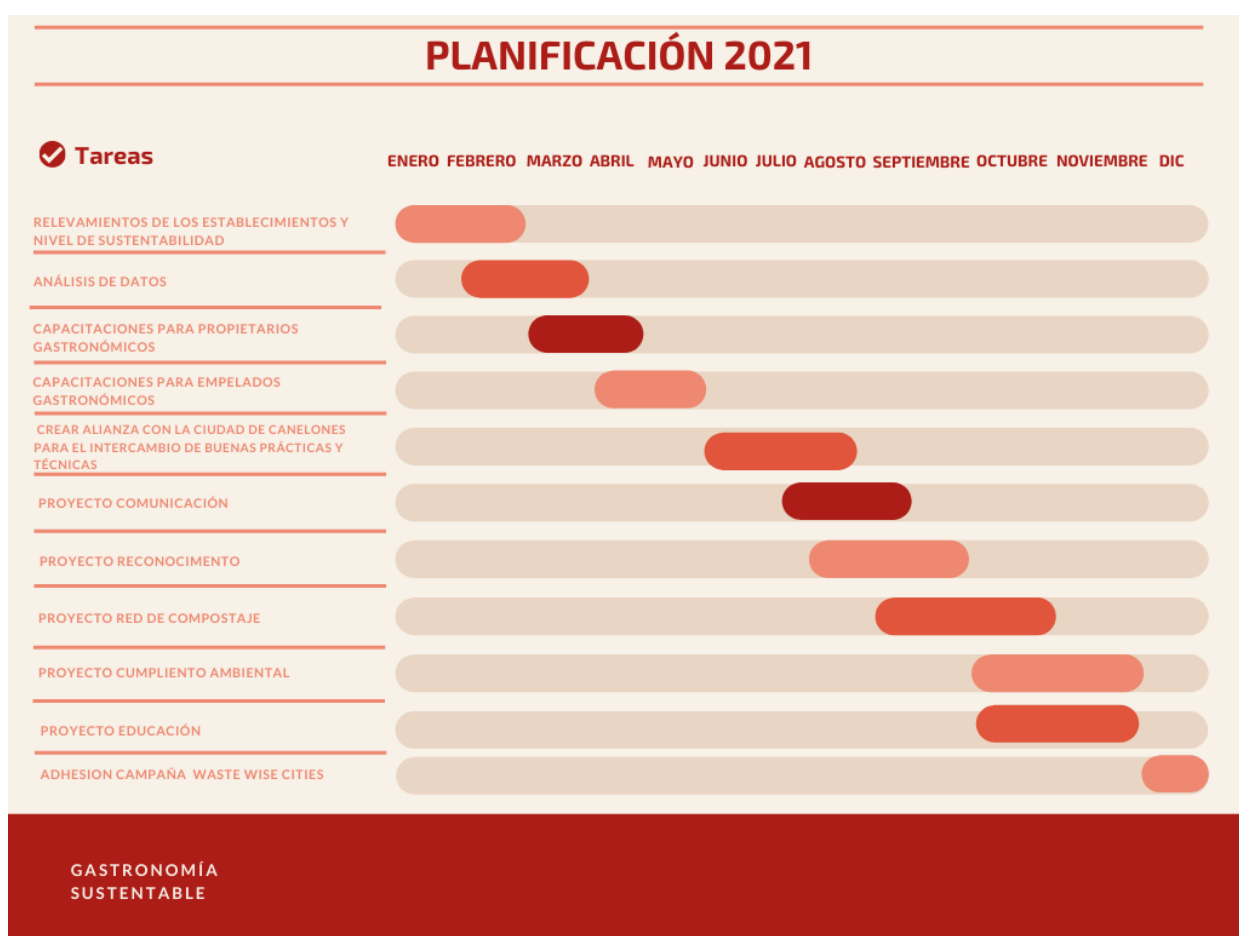 PLANIFICACIÓN 2021
Tareas
ENERO FEBRERO MARZO ABRIL MAYO JUNIO JULIO AGOSTO SEPTIEMBRE OCTUBRE NOVIEMBRE DIC
RELEVAMIENTOS DE LOS ESTABLECIMIENTOS Y
NIVEL DE SUSTENTABILIDAD
ANÁLISIS DE DATOS
CAPACITACIONES PARA PROPIETARIOS
GASTRONÓMICOS
CAPACITACIONES PARA EMPELADOS
GASTRONÓMICOS
CREAR ALIANZA CON LA CIUDAD DE CANELONES
PARA EL INTERCAMBIO DE BUENAS PRÁCTICAS Y
TÉCNICAS
PROYECTO COMUNICACIÓN
PROYECTO RECONOCIMENTO
PROYECTO RED DE COMPOSTAJE
PROYECTO CUMPLIENTO AMBIENTAL
PROYECTO EDUCACIÓN
ADHESION CAMPAÑA WASTE WISE CITIES
GASTRONOMÍA
SUSTENTABLE